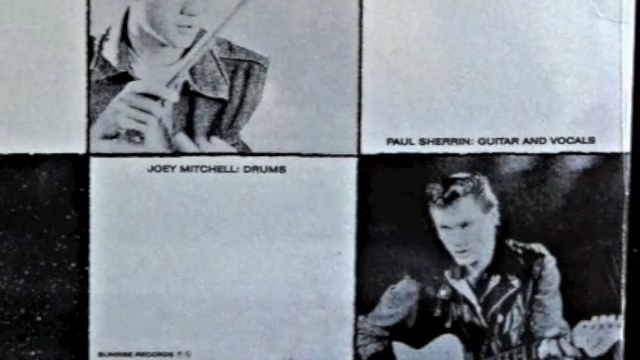 PAUL SHERRIN: GUITAR AND VOCALS
JOEY MITCHELL: DRUMS
SUNRISE RECORDS